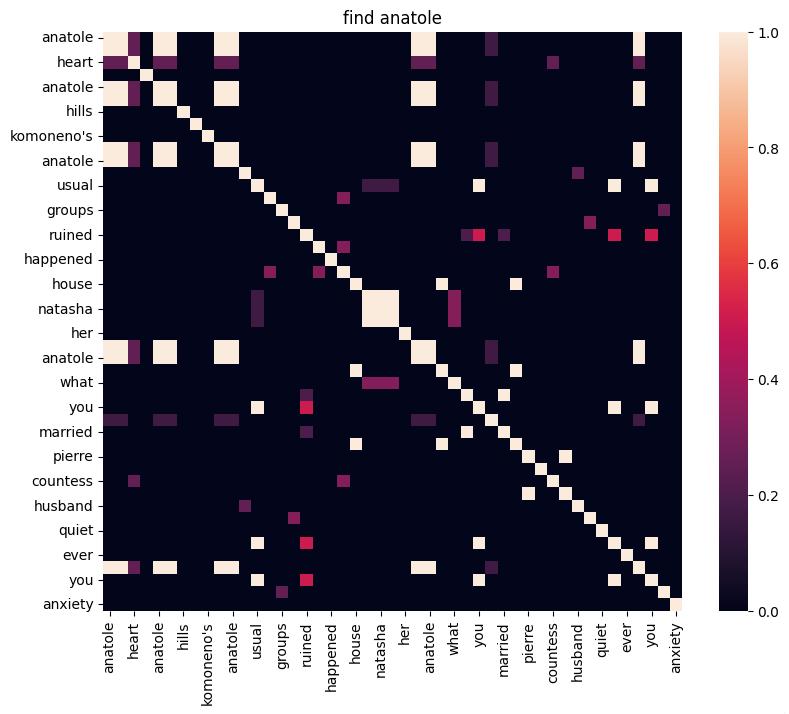 find anatole
anatole
heart
anatole
hills
komoneno's
anatole
usual
groups
ruined
happened
house
natasha
her
anatole
what
you
married
pierre
countess
husband
quiet
ever
you
anxiety
1.0
0.8
0.6
0.4
0.2
0.0
anatole
heart
anatole
hills
komoneno's
anatole
usual
groups
ruined
happened
house
natasha
her
anatole
what
you
married
pierre
countess
husband
quiet
ever
you
anxiety